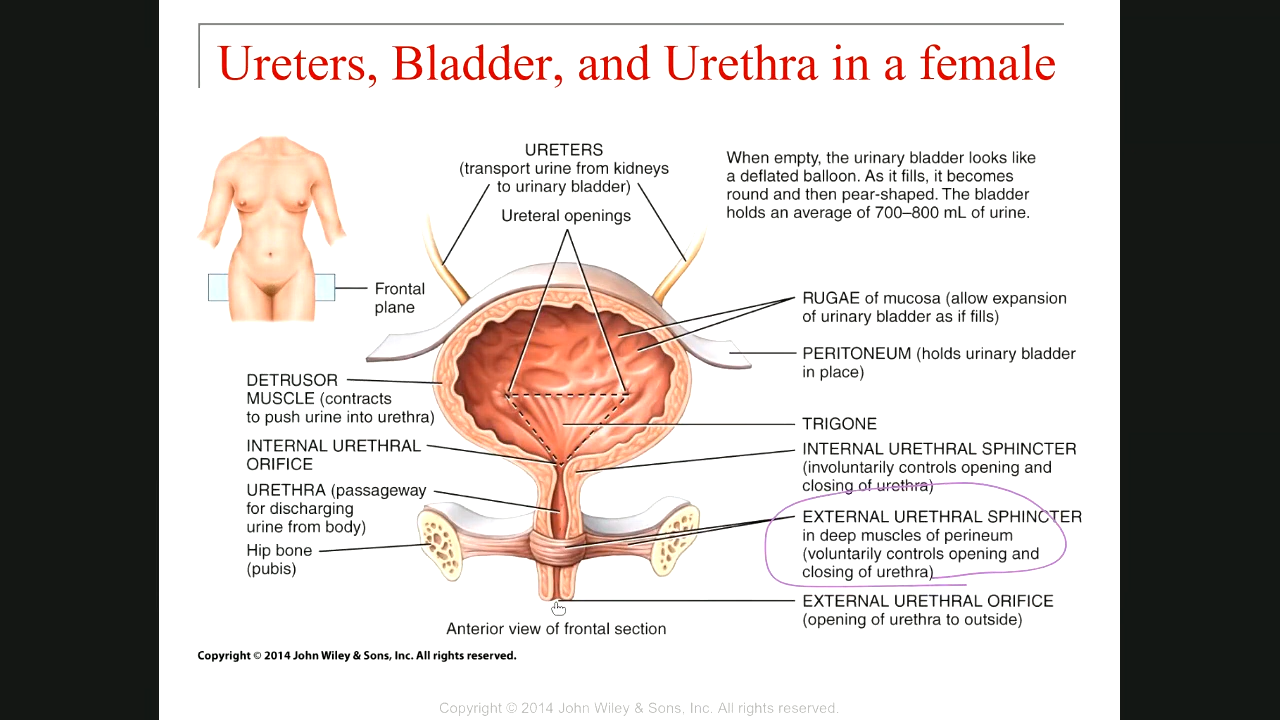 Ureters, Bladder, and Urethra in a female
URETERS
(transport urine from kidneys
to urinary bladder)
Ureteral openings
When empty, the urinary bladder looks like
a deflated balloon. As it fills, it becomes
round and then pear-shaped. The bladder
holds an average of 700–800 mL of urine.
Frontal
plane
RUGAE of mucosa (allow expansion
of urinary bladder as if fills)
PERITONEUM (holds urinary bladder
in place)
DETRUSOR
MUSCLE (contracts
to push urine into urethra)
TRIGONE
INTERNAL URETHRAL
ORIFICE
INTERNAL URETHRAL SPHINCTER
(involuntarily controls opening and
closing of urethra)
URETHRA (passageway
for discharging
urine from body)
EXTERNAL URETHRAL SPHINCTER
in deep muscles of perineum
(voluntarily controls opening and
closing of urethra)
Hip bone
(pubis)
EXTERNAL URETHRAL ORIFICE
(opening of urethra to outside)
Anterior view of frontal section
Copyright © 2014 John Wiley & Sons, Inc. All rights reserved.
Copyright © 2014 John Wiley & Sons, Inc. All rights reserved.